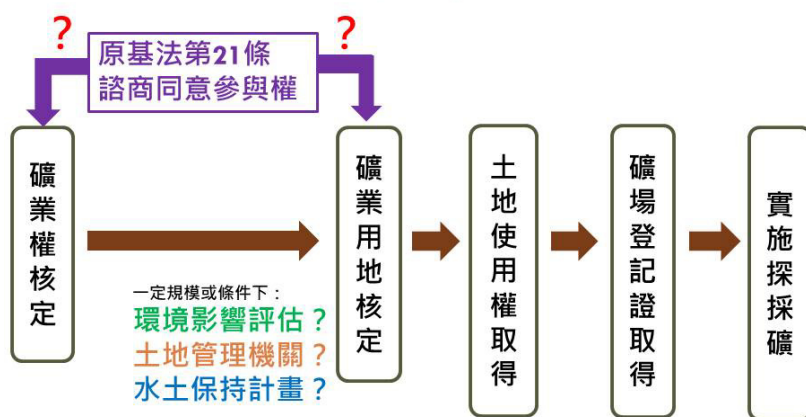 ?
?
原基法第21條
諮商同意參與權
礦業權核定
一定規模或條件下：
環境影響評估？
土地管理機關？
水土保持計畫？
礦業用地核定
土地使用權取得
礦場登記證取得
實施探採礦